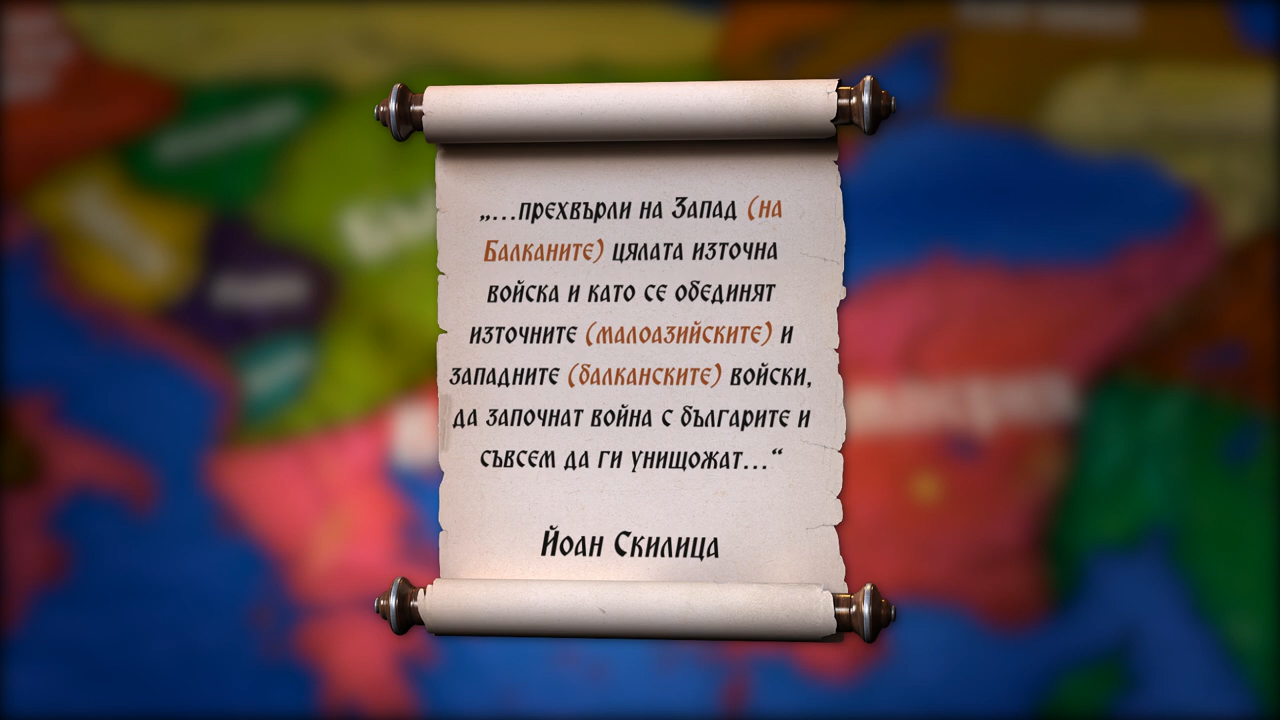 „...прехвърли на Запад (на
Балканите) цялата източна
войска и като се обединят
източните (малоазийските) и
западните (балканските) войски,
да започнат война с българите и
съвсем да ги унищожат...“
Йоан Скилица